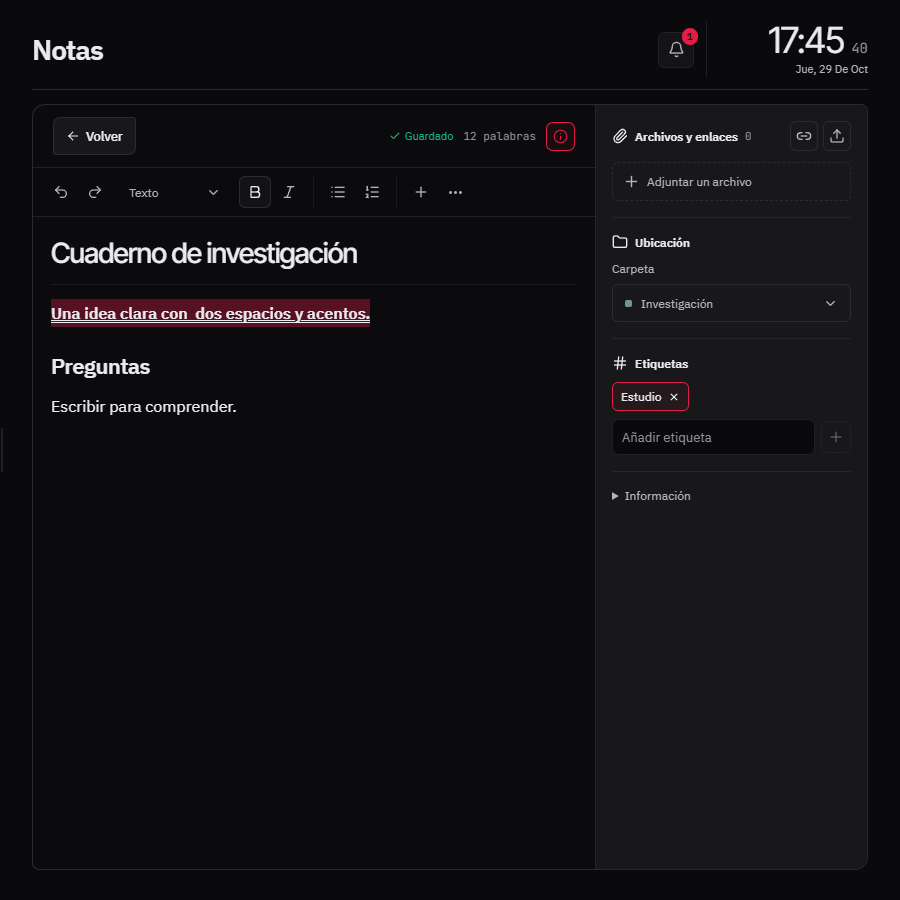 Notas
1
17:45 40
Jue, 29 De Oct
Volver
Guardado 12 palabras
Texto
B I
Cuaderno de investigación
Una idea clara con  dos espacios y acentos.
Preguntas
Escribir para comprender.
Archivos y enlaces 0
Adjuntar un archivo
Ubicación
Carpeta
Investigación
Etiquetas
Estudio
Añadir etiqueta
Información